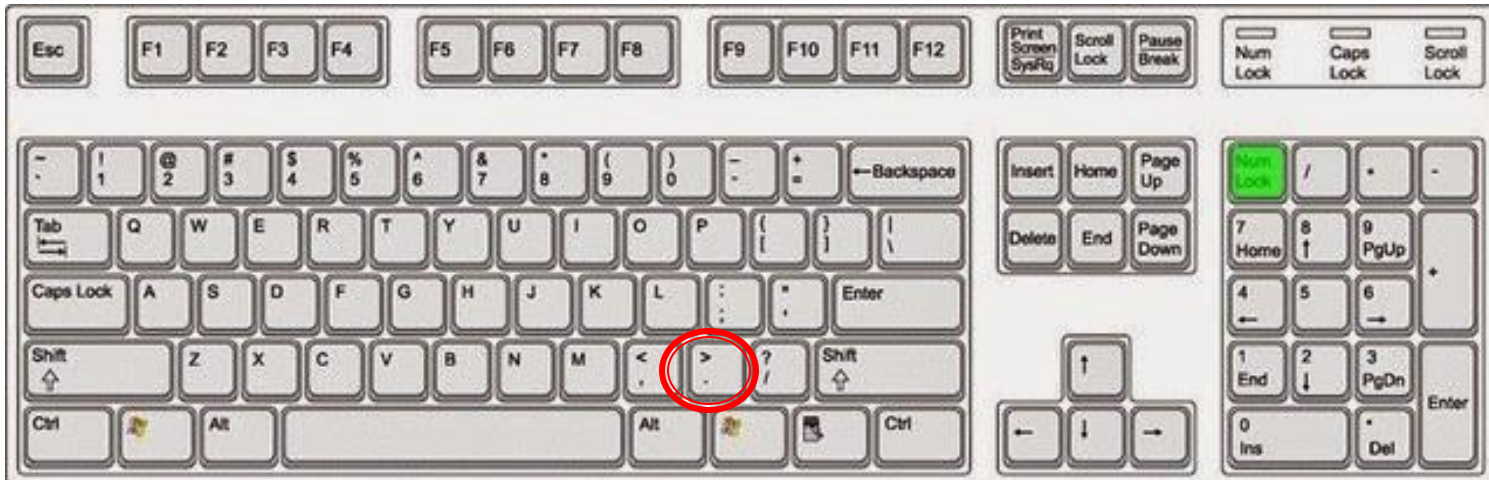 Esc F1 F2 F3 F4 F5 F6 F7 F8 F9 F10 F11 F12 Print Screen SysRq Scroll Lock Pause Break Num Lock Caps Lock Scroll Lock
~ ` ! 1 @ 2 # 3 $ 4 % 5 ^ 6 & 7 * 8 ( 9 ) 0 – - + = ←Backspace Insert Home Page Up Num Lock / * -
Tab Q W E R T Y U I O P { [ } ] | \ Delete End Page Down 7 Home 8 ↑ 9 PgUp +
Caps Lock A S D F G H J K L : ; " ' Enter 4 ← 5 6 →
Shift Z X C V B N M < , > . ? / Shift ↑ 1 End 2 ↓ 3 PgDn Enter
Ctrl Alt Alt Ctrl ← ↓ → 0 Ins . Del